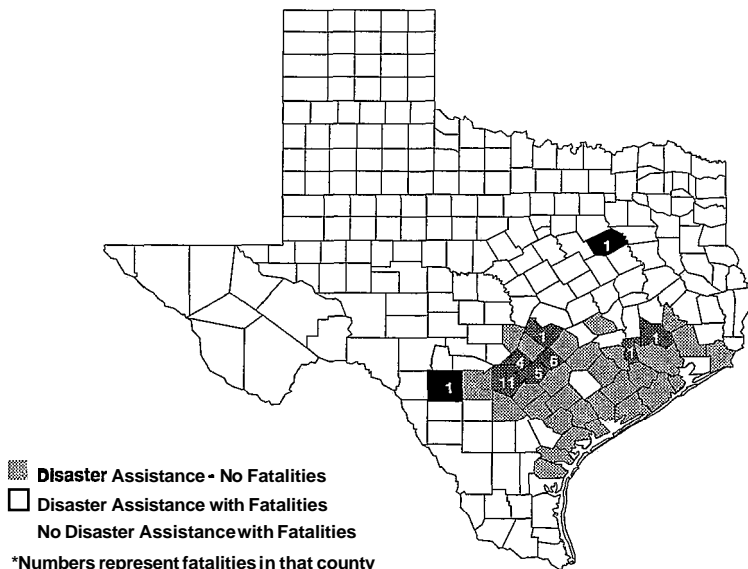 1
1 1
1
6
5
1 11
Disaster Assistance - No Fatalities
Disaster Assistance with Fatalities
No Disaster Assistance with Fatalities
*Numbers represent fatalities in that county